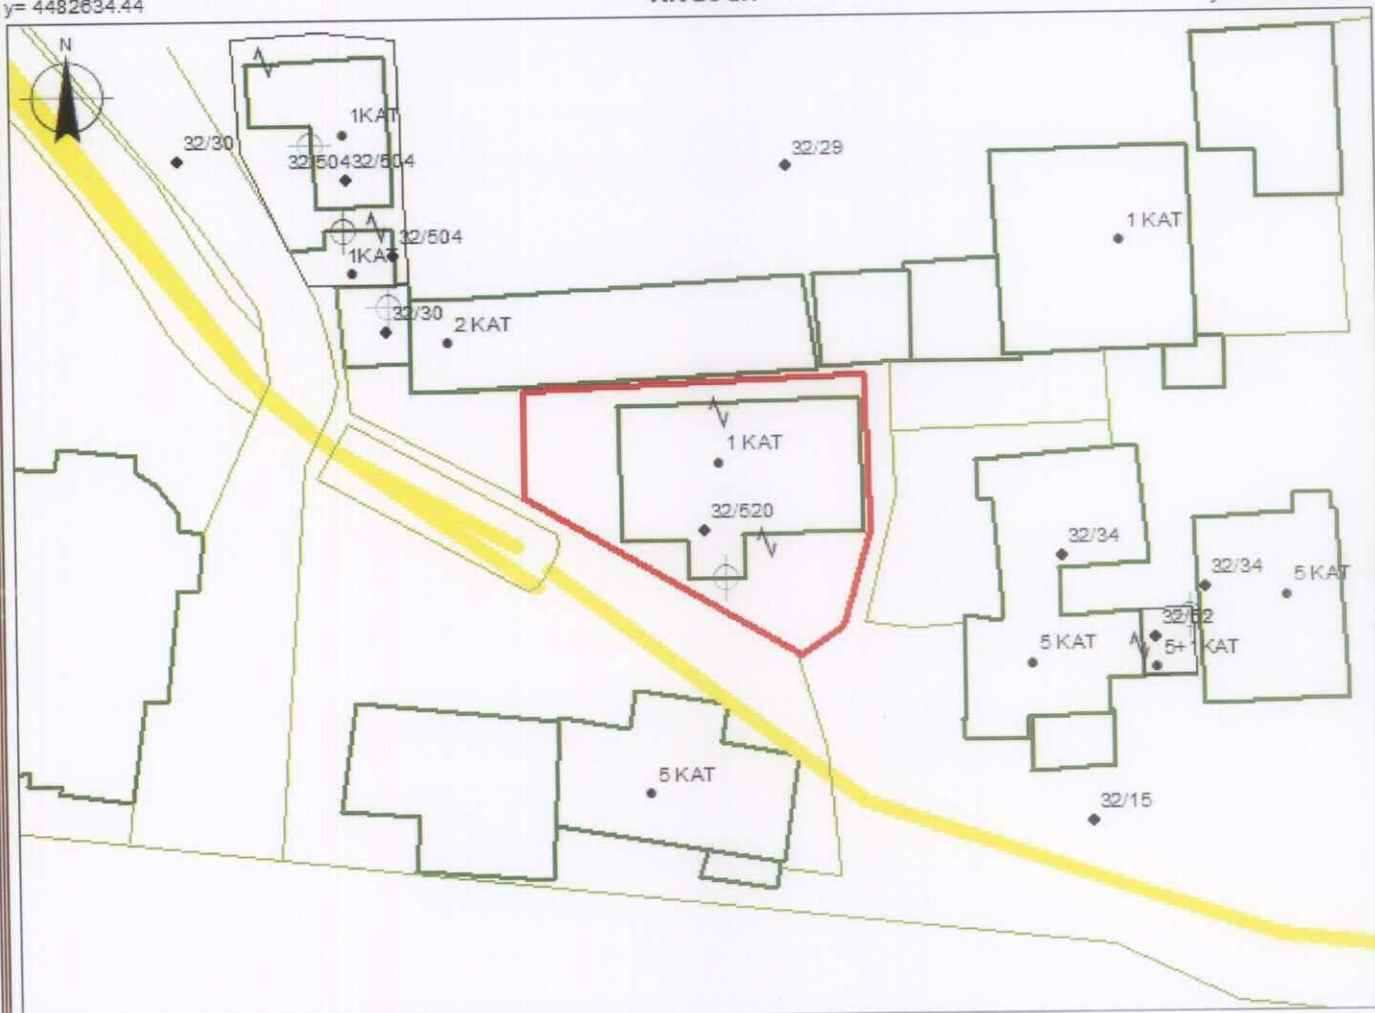 y= 4482634.44
N
1KAT
32/30
32/504 32/504
32/29
32/504
1KAT
1 KAT
32/30
2 KAT
1 KAT
32/520
32/34
32/34
5 KAT
32/62
5 KAT
5+1 KAT
5 KAT
32/15